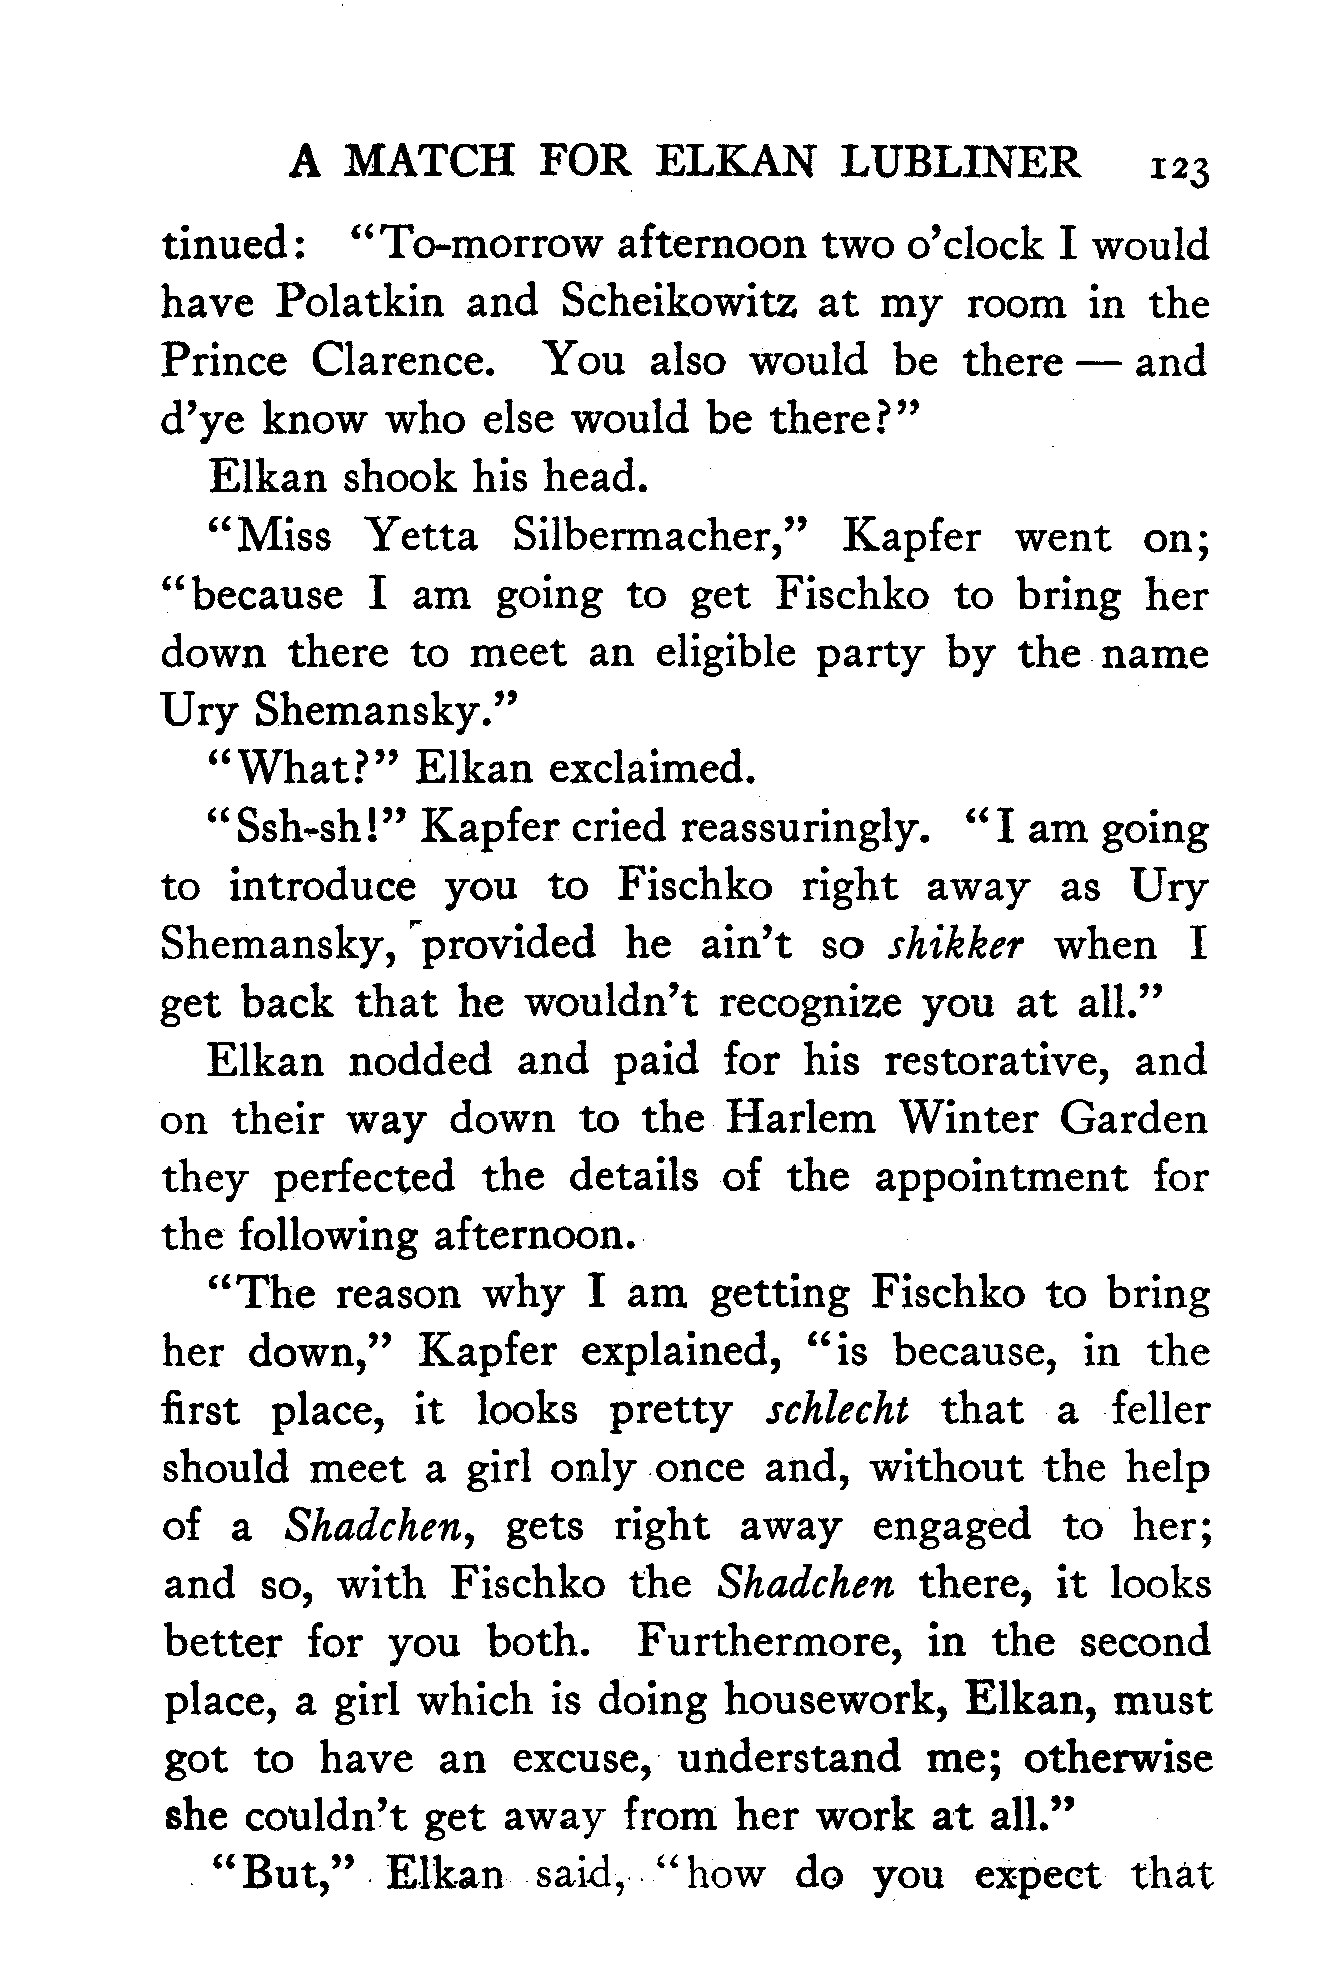 A MATCH FOR ELKAN LUBLINER 123
tinued: "To-morrow afternoon two o'clock I would
have Polatkin and Scheikowitz at my room in the
Prince Clarence. You also would be there — and
d'ye know who else would be there?"
Elkan shook his head.
"Miss Yetta Silbermacher," Kapfer went on;
"because I am going to get Fischko to bring her
down there to meet an eligible party by the name
Ury Shemansky."
"What?" Elkan exclaimed.
"Ssh-sh!" Kapfer cried reassuringly. "I am going
to introduce you to Fischko right away as Ury
Shemansky, provided he ain't so shikker when I
get back that he wouldn't recognize you at all."
Elkan nodded and paid for his restorative, and
on their way down to the Harlem Winter Garden
they perfected the details of the appointment for
the following afternoon.
"The reason why I am getting Fischko to bring
her down," Kapfer explained, "is because, in the
first place, it looks pretty schlecht that a feller
should meet a girl only once and, without the help
of a Shadchen, gets right away engaged to her;
and so, with Fischko the Shadchen there, it looks
better for you both. Furthermore, in the second
place, a girl which is doing housework, Elkan, must
got to have an excuse, understand me; otherwise
she couldn't get away from her work at all."
"But," Elkan said, "how do you expect that